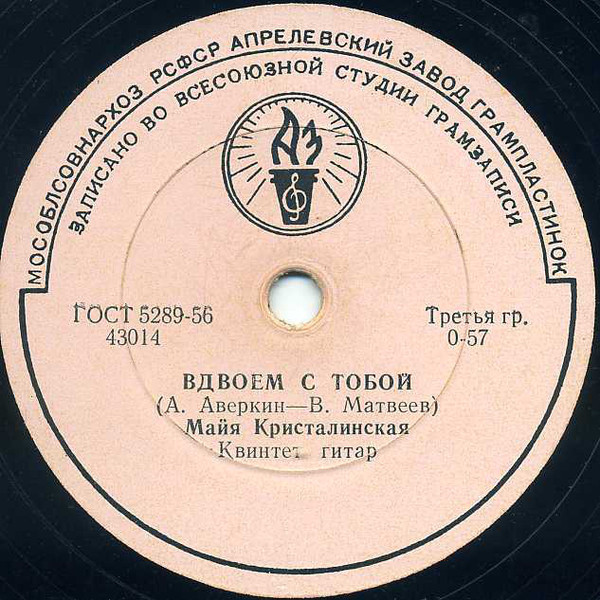 МОСОБЛСОВНАРХОЗ РСФСР АПРЕЛЕВСКИЙ ЗАВОД ГРАМПЛАСТИНОК
ЗАПИСАНО ВО ВСЕСОЮЗНОЙ СТУДИИ ГРАМЗАПИСИ
АЗ
ГОСТ 5289-56
43014
Третья гр.
0-57
ВДВОЕМ С ТОБОЙ
(А. Аверкин—В. Матвеев)
Майя Кристалинская
Квинтет гитар